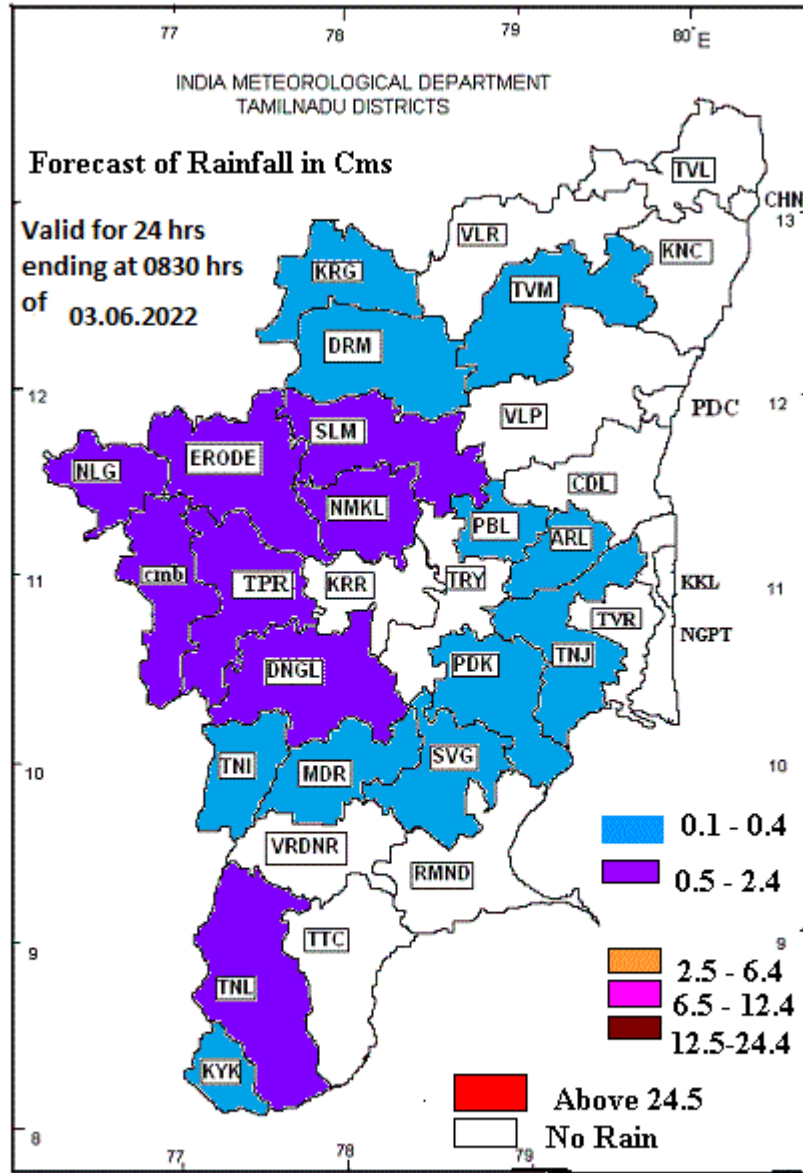 77 78 79 80°E
INDIA METEOROLOGICAL DEPARTMENT
TAMILNADU DISTRICTS
Forecast of Rainfall in Cms
TVL
CHN
13
Valid for 24 hrs
ending at 0830 hrs
of 03.06.2022
VLR
KNC
KRG
TVM
DRM
12
12
PDC
VLP
SLM
ERODE
NLG
CDL
NMKL
PBL
ARL
11
cmb
TPR
KRR
TRY
KKL
11
TVR
NGPT
DNGL
PDK
TNJ
10
TNI
MDR
SVG
10
0.1 - 0.4
VRDNR
RMND
0.5 - 2.4
9
TTC
9
2.5 - 6.4
TNL
6.5 - 12.4
12.5-24.4
KYK
Above 24.5
8
No Rain
77 78 79